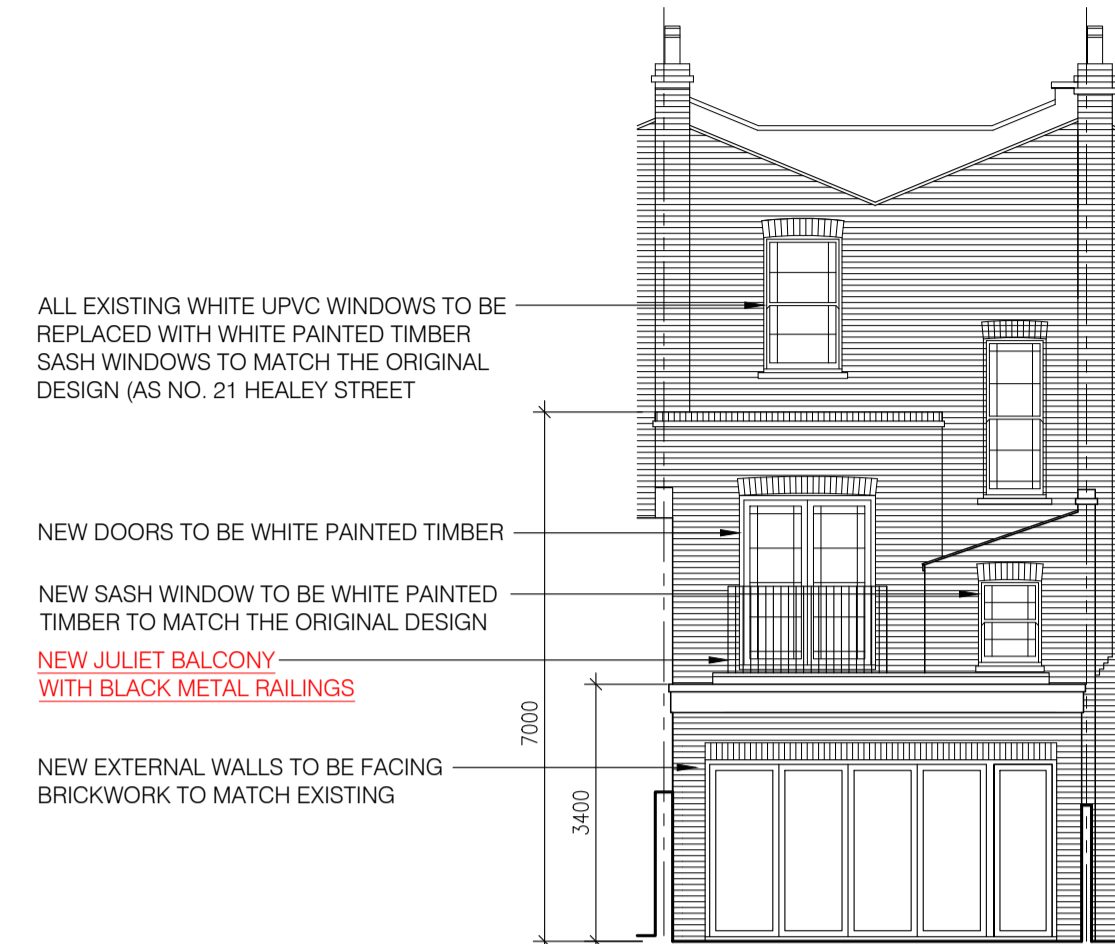 ALL EXISTING WHITE UPVC WINDOWS TO BE
REPLACED WITH WHITE PAINTED TIMBER
SASH WINDOWS TO MATCH THE ORIGINAL
DESIGN (AS NO. 21 HEALEY STREET
NEW DOORS TO BE WHITE PAINTED TIMBER
NEW SASH WINDOW TO BE WHITE PAINTED
TIMBER TO MATCH THE ORIGINAL DESIGN
NEW JULIET BALCONY
WITH BLACK METAL RAILINGS
NEW EXTERNAL WALLS TO BE FACING
BRICKWORK TO MATCH EXISTING
7000
3400